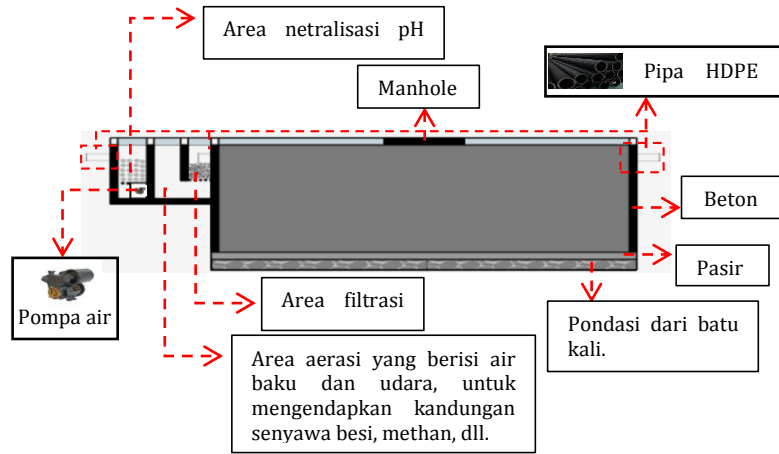 Area netralisasi pH
Manhole
Pipa HDPE
Beton
Pasir
Pompa air
Area filtrasi
Pondasi dari batu
kali.
Area aerasi yang berisi air
baku dan udara, untuk
mengendapkan kandungan
senyawa besi, methan, dll.